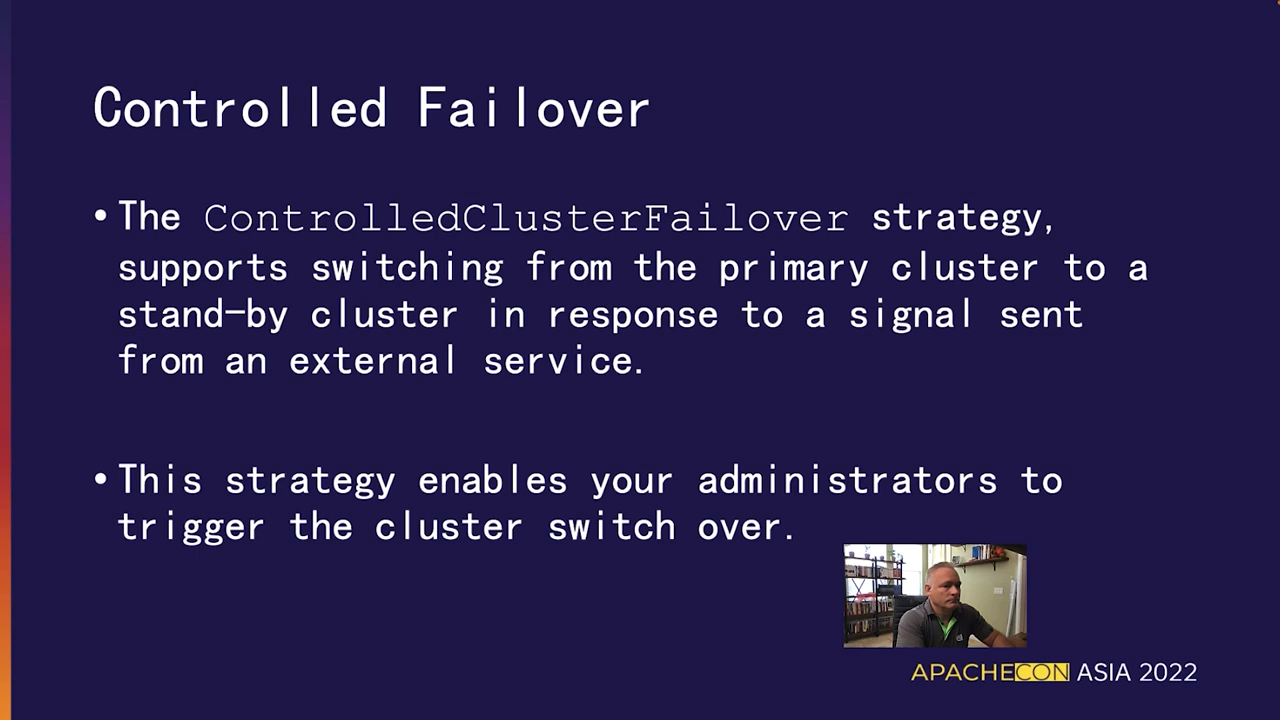 Controlled Failover
• The ControlledClusterFailover strategy,
supports switching from the primary cluster to a
stand-by cluster in response to a signal sent
from an external service.
• This strategy enables your administrators to
trigger the cluster switch over.
APACHECON ASIA 2022